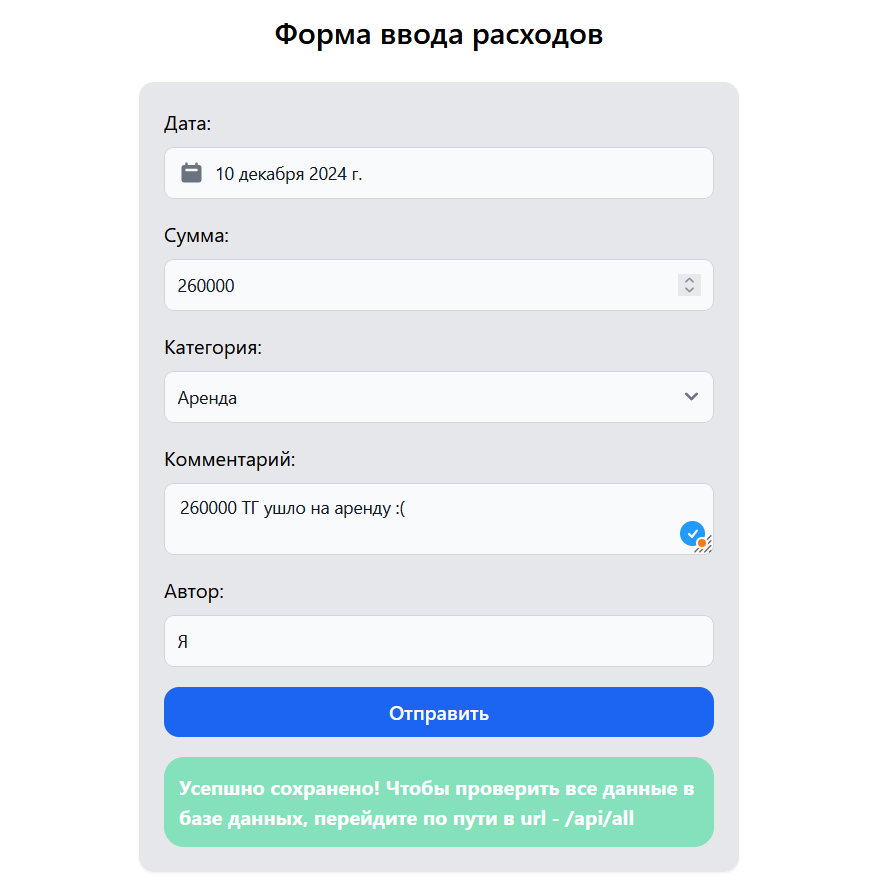 Форма ввода расходов
Дата:
10 декабря 2024 г.
Сумма:
260000
Категория:
Аренда
Комментарий:
260000 ТГ ушло на аренду :(
Автор:
Я
Отправить
Усепшно сохранено! Чтобы проверить все данные в
базе данных, перейдите по пути в url - /api/all